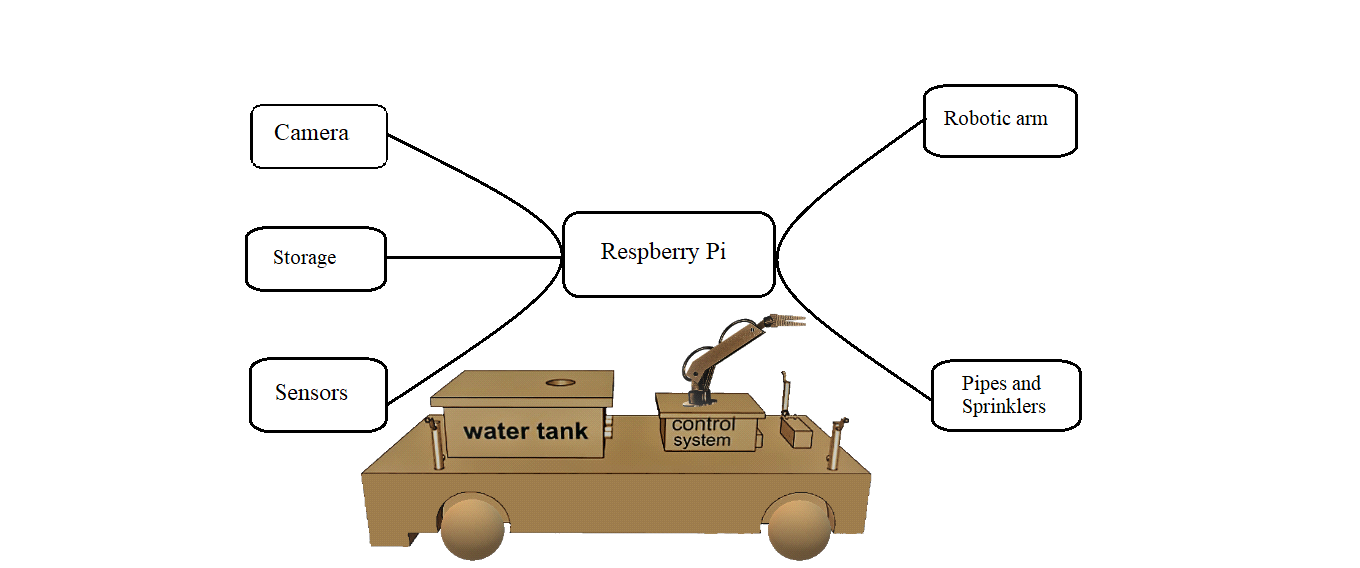 Camera
Robotic arm
Storage
Respberry Pi
Sensors
Pipes and
Sprinklers
water tank
control
system